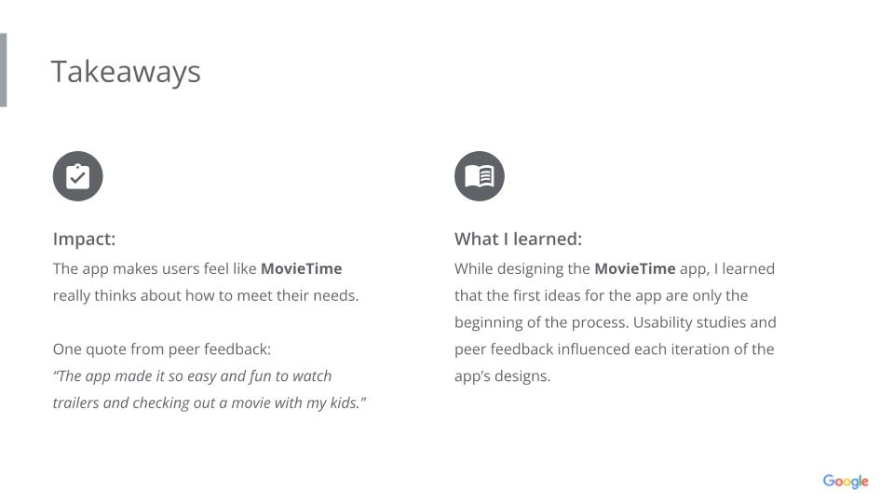 Takeaways
Impact:
The app makes users feel like MovieTime
really thinks about how to meet their needs.
One quote from peer feedback:
“The app made it so easy and fun to watch
trailers and checking out a movie with my kids.”
What I learned:
While designing the MovieTime app, I learned
that the first ideas for the app are only the
beginning of the process. Usability studies and
peer feedback influenced each iteration of the
app’s designs.
Google